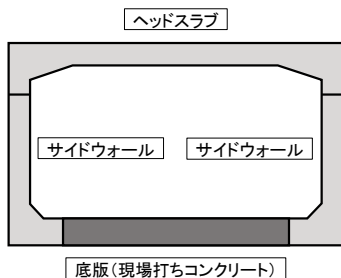 ヘッドスラブ
サイドウォール
サイドウォール
底版（現場打ちコンクリート）